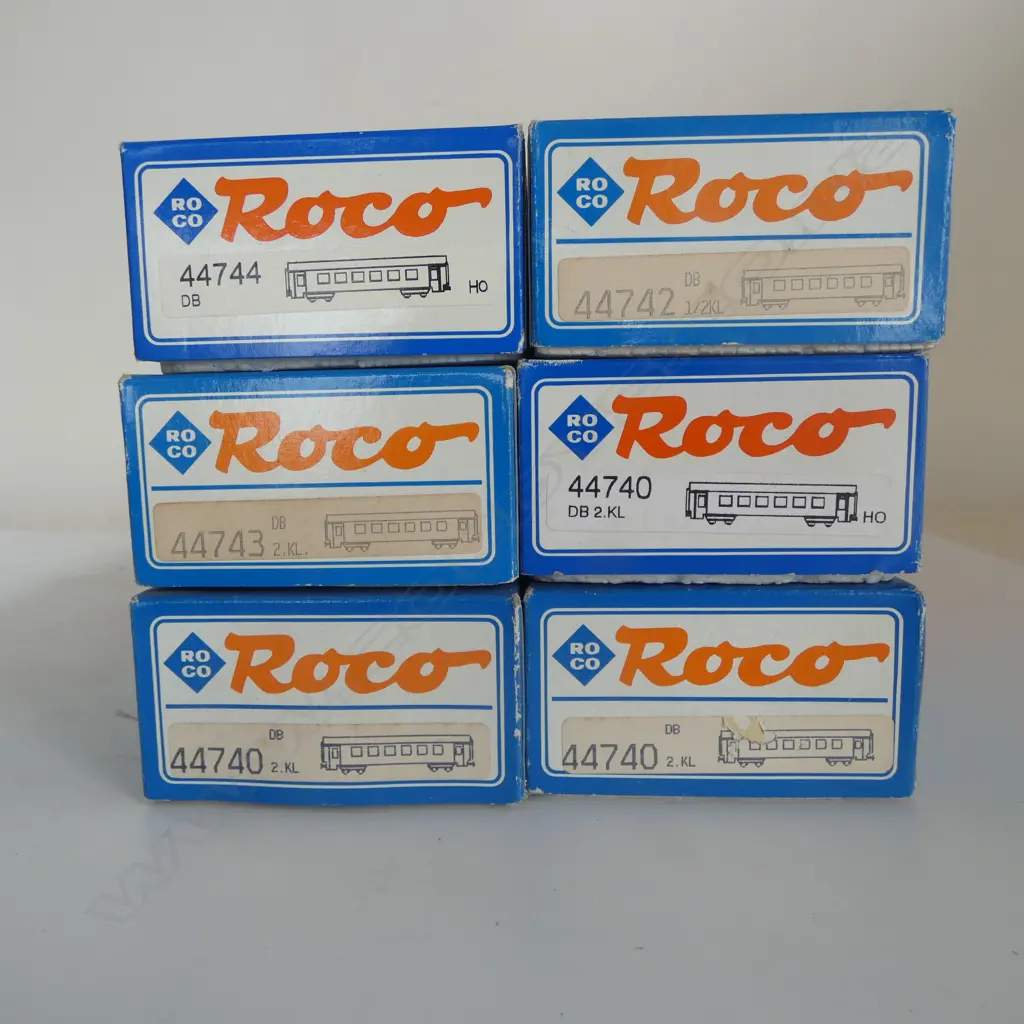 RO
CO
Roco
44744
DB
HO
RO
CO
Roco
DB
44742 1/2KL
RO
CO
Roco
DB
44743 2.KL.
RO
CO
Roco
44740
DB 2.KL
HO
RO
CO
Roco
DB
44740 2.KL
RO
CO
Roco
DB
44740 2.KL